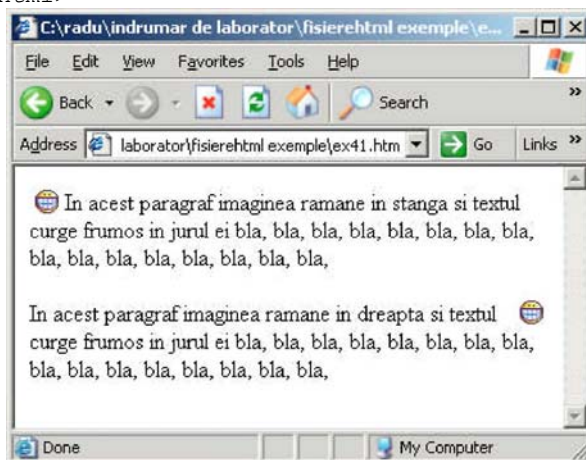 C:\radu\indrumar de laborator\fisierehtml exemple\e...
File Edit View Favorites Tools Help
Back Search »
Address laborator\fisierehtml exemple\ex41.htm Go Links »
In acest paragraf imaginea ramane in stanga si textul
curge frumos in jurul ei bla, bla, bla, bla, bla, bla, bla, bla,
bla, bla, bla, bla, bla, bla, bla, bla,
In acest paragraf imaginea ramane in dreapta si textul
curge frumos in jurul ei bla, bla, bla, bla, bla, bla, bla, bla,
bla, bla, bla, bla, bla, bla, bla, bla,
Done My Computer